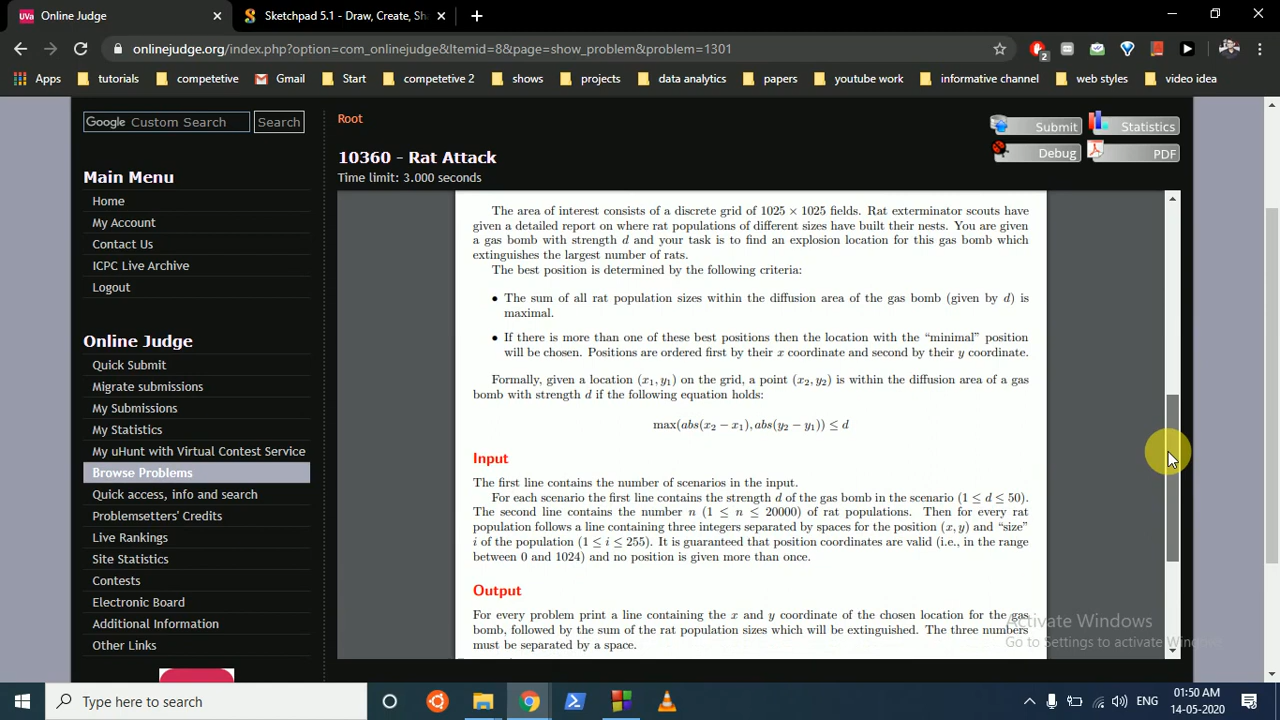 Online Judge
Sketchpad 5.1 - Draw, Create, Sh
onlinejudge.org/index.php?option=com_onlinejudge&Itemid=8&page=show_problem&problem=1301
2
Apps tutorials competetive Gmail Start competetive 2 shows projects data analytics papers youtube work informative channel web styles video idea
Google Custom Search Search
Main Menu
Home
My Account
Contact Us
ICPC Live Archive
Logout
Online Judge
Quick Submit
Migrate submissions
My Submissions
My Statistics
My uHunt with Virtual Contest Service
Browse Problems
Quick access, info and search
Problemsetters' Credits
Live Rankings
Site Statistics
Contests
Electronic Board
Additional Information
Other Links
Root
Submit Statistics
Debug PDF
10360 - Rat Attack
Time limit: 3.000 seconds
The area of interest consists of a discrete grid of 1025 × 1025 fields. Rat exterminator scouts have
given a detailed report on where rat populations of different sizes have built their nests. You are given
a gas bomb with strength d and your task is to find an explosion location for this gas bomb which
extinguishes the largest number of rats.
The best position is determined by the following criteria:
• The sum of all rat population sizes within the diffusion area of the gas bomb (given by d) is
maximal.
• If there is more than one of these best positions then the location with the “minimal” position
will be chosen. Positions are ordered first by their x coordinate and second by their y coordinate.
Formally, given a location (x₁, y₁) on the grid, a point (x₂, y₂) is within the diffusion area of a gas
bomb with strength d if the following equation holds:
max(abs(x₂ − x₁), abs(y₂ − y₁)) ≤ d
Input
The first line contains the number of scenarios in the input.
For each scenario the first line contains the strength d of the gas bomb in the scenario (1 ≤ d ≤ 50).
The second line contains the number n (1 ≤ n ≤ 20000) of rat populations. Then for every rat
population follows a line containing three integers separated by spaces for the position (x, y) and “size”
i of the population (1 ≤ i ≤ 255). It is guaranteed that position coordinates are valid (i.e., in the range
between 0 and 1024) and no position is given more than once.
Output
For every problem print a line containing the x and y coordinate of the chosen location for the gas
bomb, followed by the sum of the rat population sizes which will be extinguished. The three numbers
must be separated by a space.
Activate Windows
Go to Settings to activate Windows.
Type here to search
ENG
01:50 AM
14-05-2020